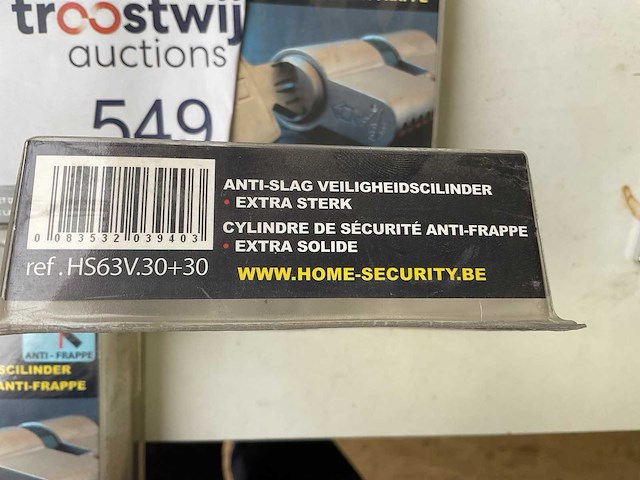 troostwij
auctions
549
ANTI-SLAG VEILIGHEIDSCILINDER
• EXTRA STERK
CYLINDRE DE SÉCURITÉ ANTI-FRAPPE
• EXTRA SOLIDE
0 083532 039403
ref.HS63V.30+30
WWW.HOME-SECURITY.BE
ANTI-FRAPPE
SCILINDER
ANTI-FRAPPE